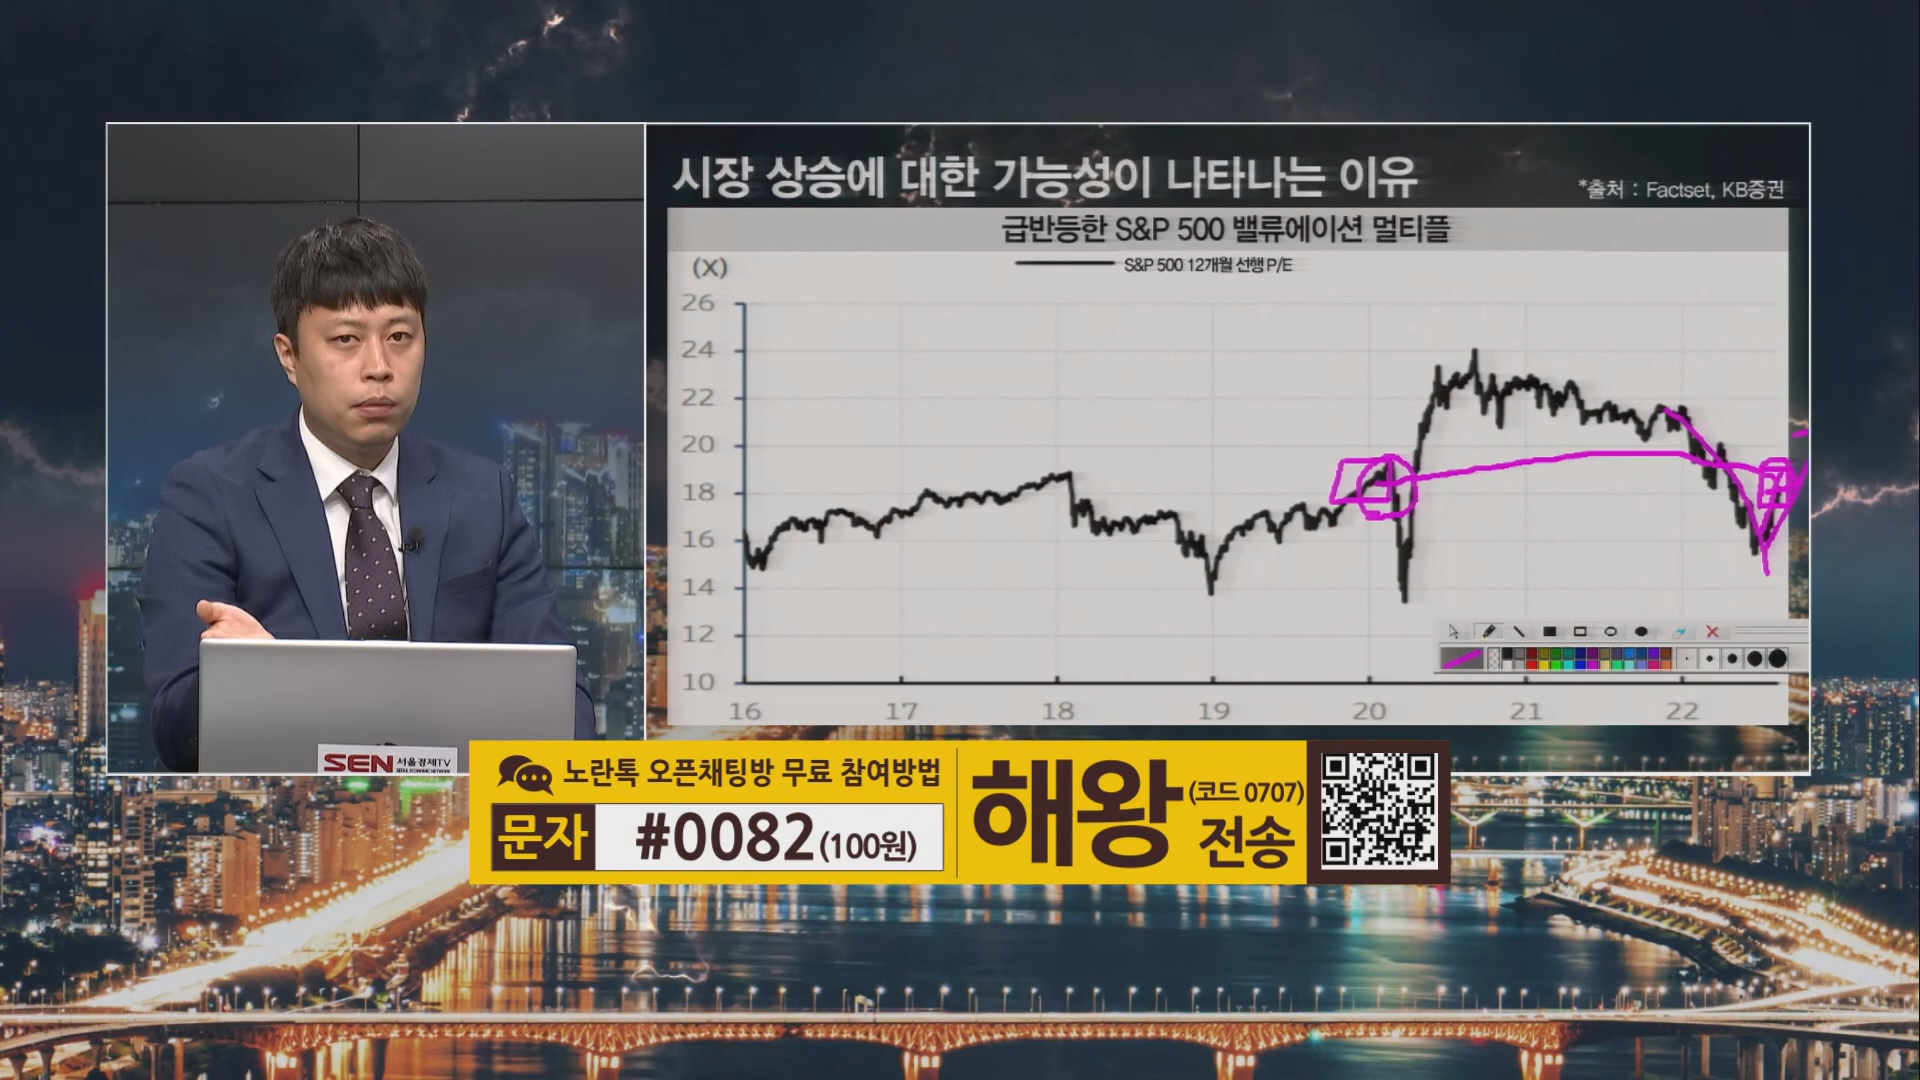 시장 상승에 대한 가능성이 나타나는 이유
*출처 : Factset, KB증권
급반등한 S&P 500 밸류에이션 멀티플
(X)
S&P 500 12개월 선행 P/E
26
24
22
20
18
16
14
12
10
16 17 18 19 20 21 22
SEN 서울경제TV
SEOUL ECONOMIC NETWORK
노란톡 오픈채팅방 무료 참여방법
문자 #0082 (100원)
해왕 (코드 0707)
전송